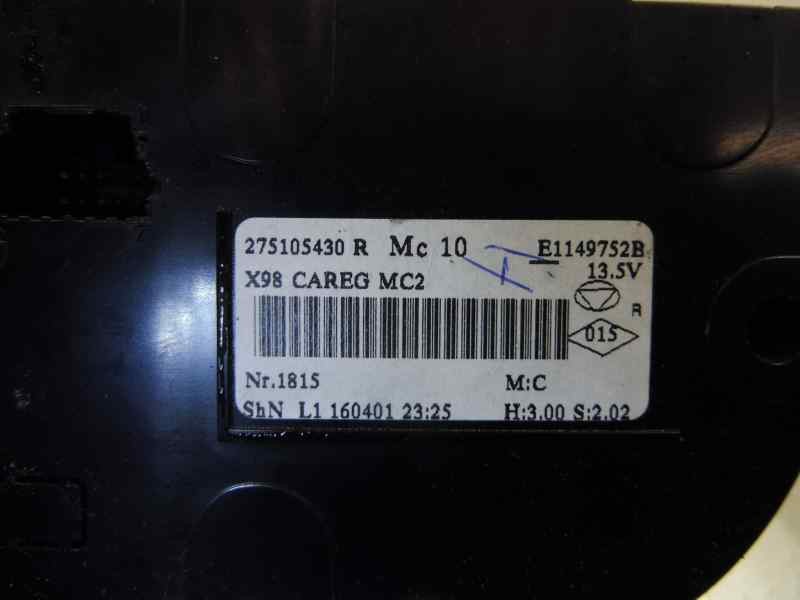 275105430 R Mc 10 E1149752B
13.5V
X98 CAREG MC2
R
015
Nr.1815 M:C
ShN L1 160401 23:25 H:3.00 S:2.02